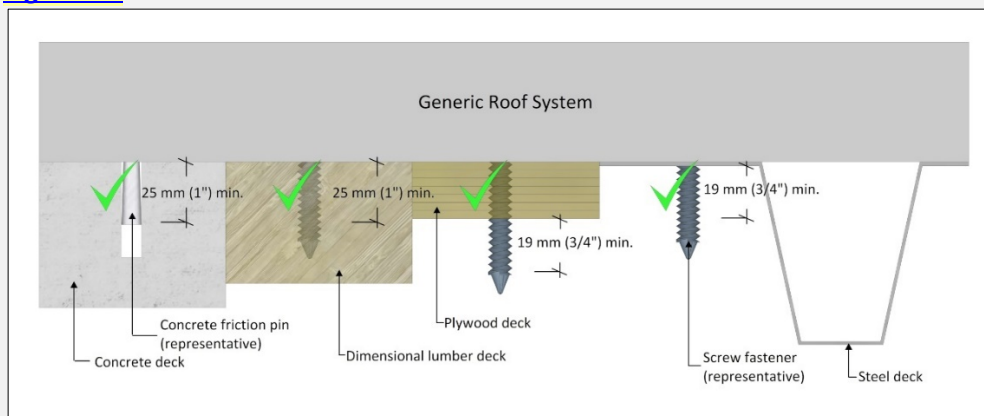 Generic Roof System
25 mm (1") min.
25 mm (1") min.
19 mm (3/4") min.
19 mm (3/4") min.
Plywood deck
Concrete friction pin
(representative)
Concrete deck
Dimensional lumber deck
Screw fastener
(representative)
Steel deck